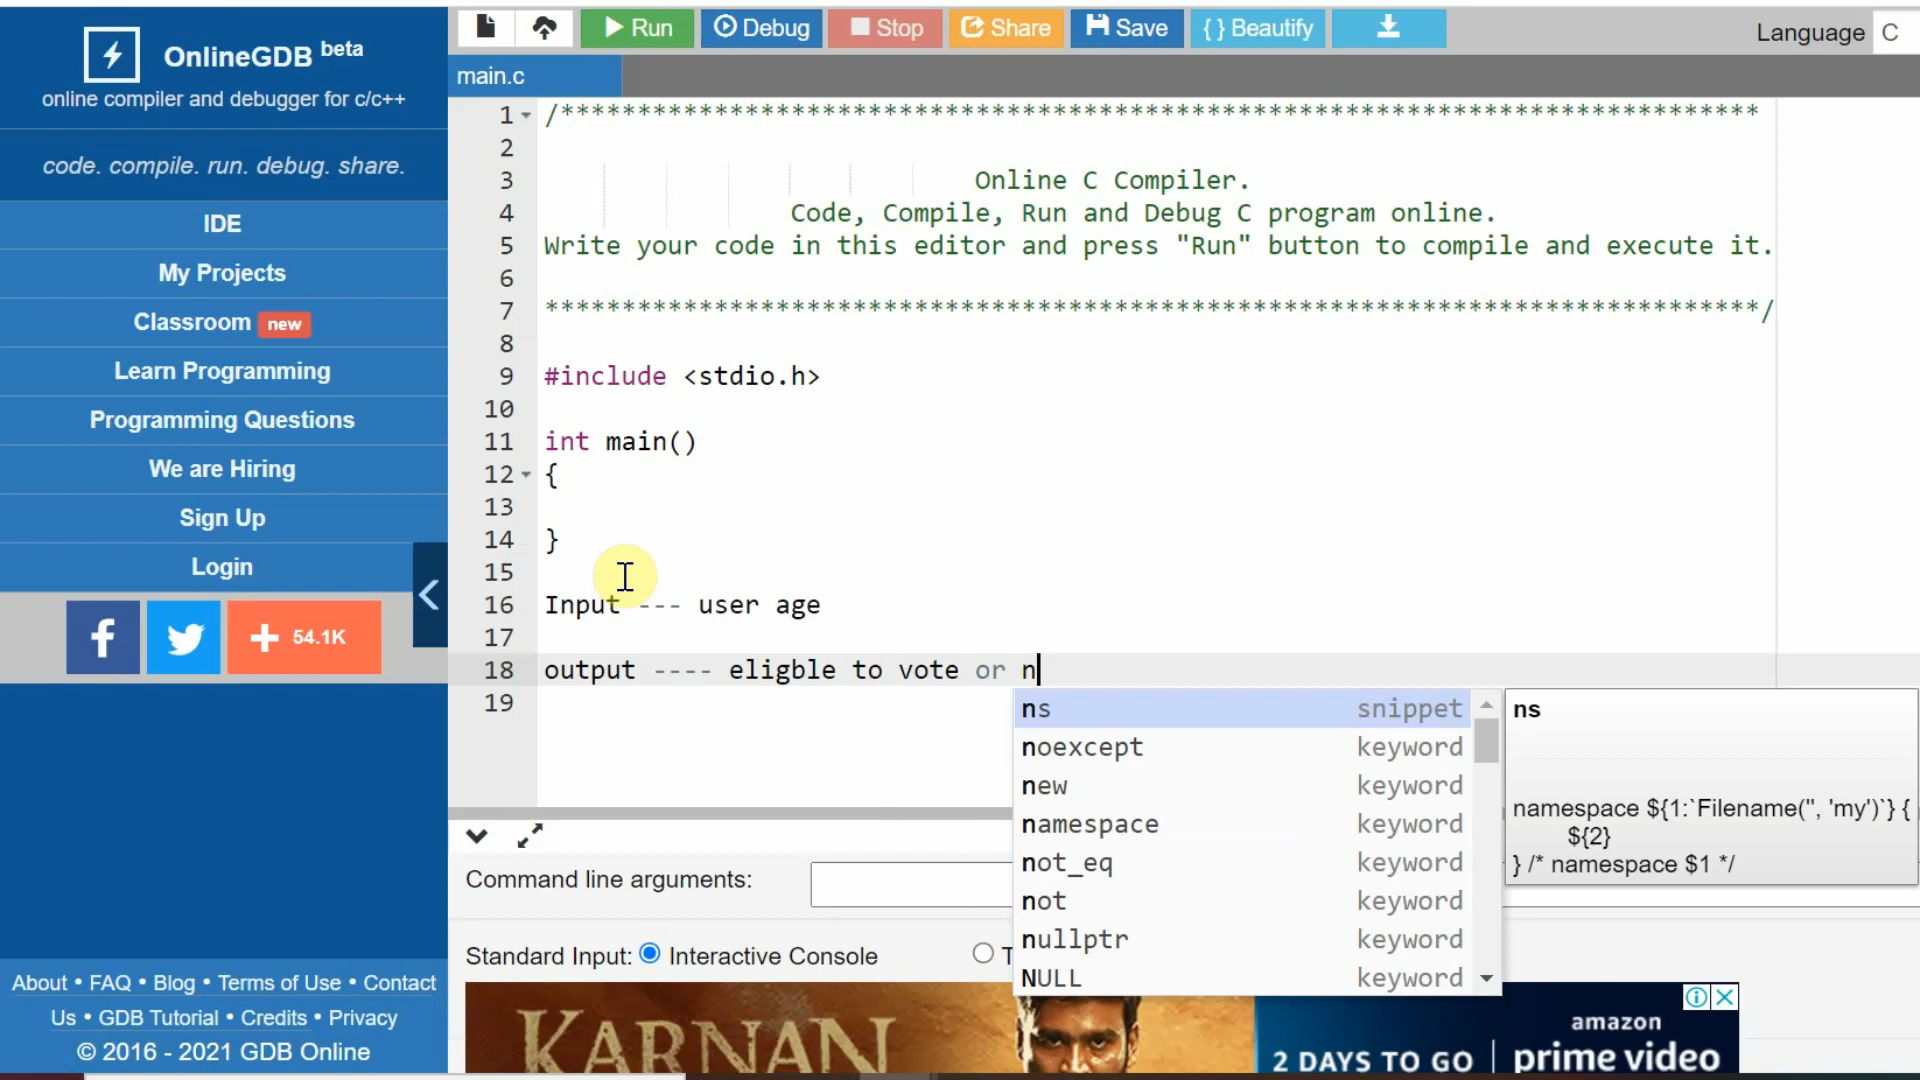 OnlineGDB beta
online compiler and debugger for c/c++
code. compile. run. debug. share.
IDE
My Projects
Classroom new
Learn Programming
Programming Questions
We are Hiring
Sign Up
Login
54.1K
About • FAQ • Blog • Terms of Use • Contact
Us • GDB Tutorial • Credits • Privacy
© 2016 - 2021 GDB Online
Run
Debug
Stop
Share
Save
{ } Beautify
Language C
main.c
1 /******************************************************************************
2
3 Online C Compiler.
4 Code, Compile, Run and Debug C program online.
5 Write your code in this editor and press "Run" button to compile and execute it.
6
7 *******************************************************************************/
8
9 #include <stdio.h>
10
11 int main()
12 {
13
14 }
15
16 Input --- user age
17
18 output ---- eligble to vote or n
19
ns snippet
noexcept keyword
new keyword
namespace keyword
not_eq keyword
not keyword
nullptr keyword
NULL keyword
ns
namespace ${1:`Filename('', 'my')`} {
${2}
} /* namespace $1 */
Command line arguments:
Standard Input: Interactive Console T
KARNAN
2 DAYS TO GO
amazon
prime video